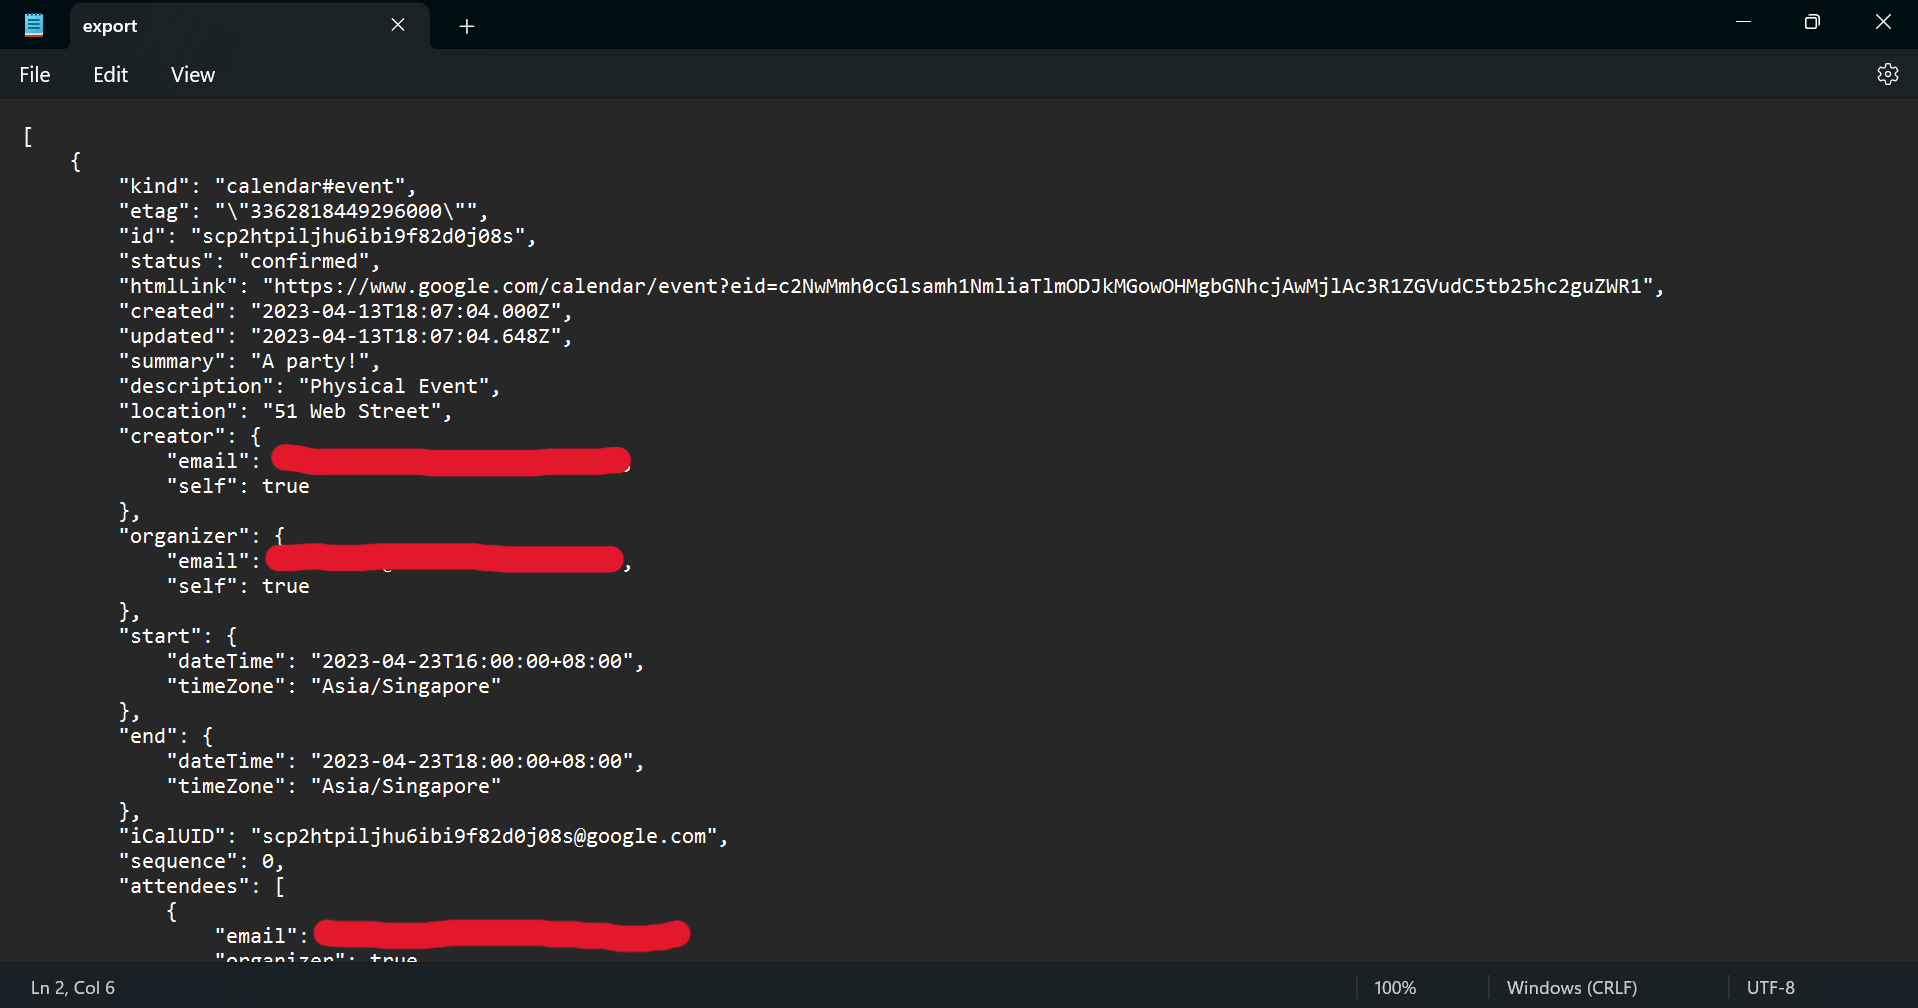 export
File Edit View
[
{
"kind": "calendar#event",
"etag": "\"3362818449296000\"",
"id": "scp2htpiljhu6ibi9f82d0j08s",
"status": "confirmed",
"htmlLink": "https://www.google.com/calendar/event?eid=c2NwMmh0cGlsamh1NmliaTlmODJkMGowOHMgbGNhcjAwMjlAc3R1ZGVudC5tb25hc2guZWR1",
"created": "2023-04-13T18:07:04.000Z",
"updated": "2023-04-13T18:07:04.648Z",
"summary": "A party!",
"description": "Physical Event",
"location": "51 Web Street",
"creator": {
"email":
"self": true
},
"organizer": {
"email": ,
"self": true
},
"start": {
"dateTime": "2023-04-23T16:00:00+08:00",
"timeZone": "Asia/Singapore"
},
"end": {
"dateTime": "2023-04-23T18:00:00+08:00",
"timeZone": "Asia/Singapore"
},
"iCalUID": "scp2htpiljhu6ibi9f82d0j08s@google.com",
"sequence": 0,
"attendees": [
{
"email":
"organizer": true
Ln 2, Col 6 100% Windows (CRLF) UTF-8